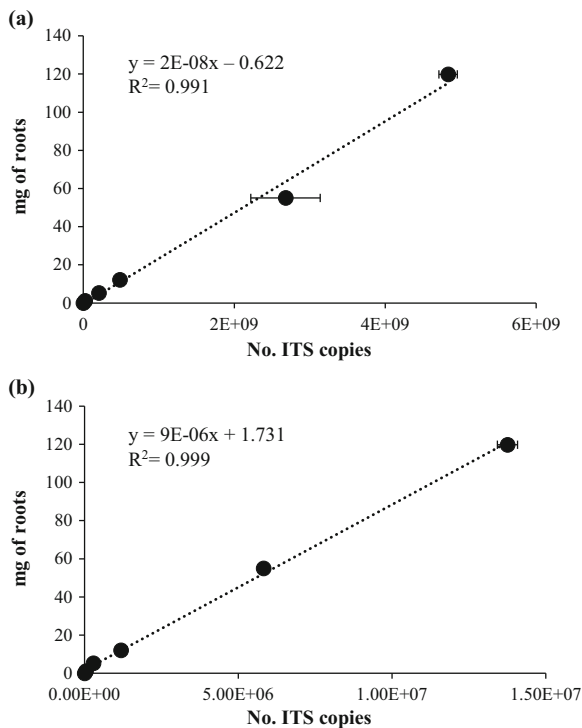 (a)
y = 2E-08x – 0.622
R²= 0.991
mg of roots
140
120
100
80
60
40
20
0
0 2E+09 4E+09 6E+09
No. ITS copies
(b)
y = 9E-06x + 1.731
R²= 0.999
mg of roots
140
120
100
80
60
40
20
0
0.00E+00 5.00E+06 1.00E+07 1.50E+07
No. ITS copies